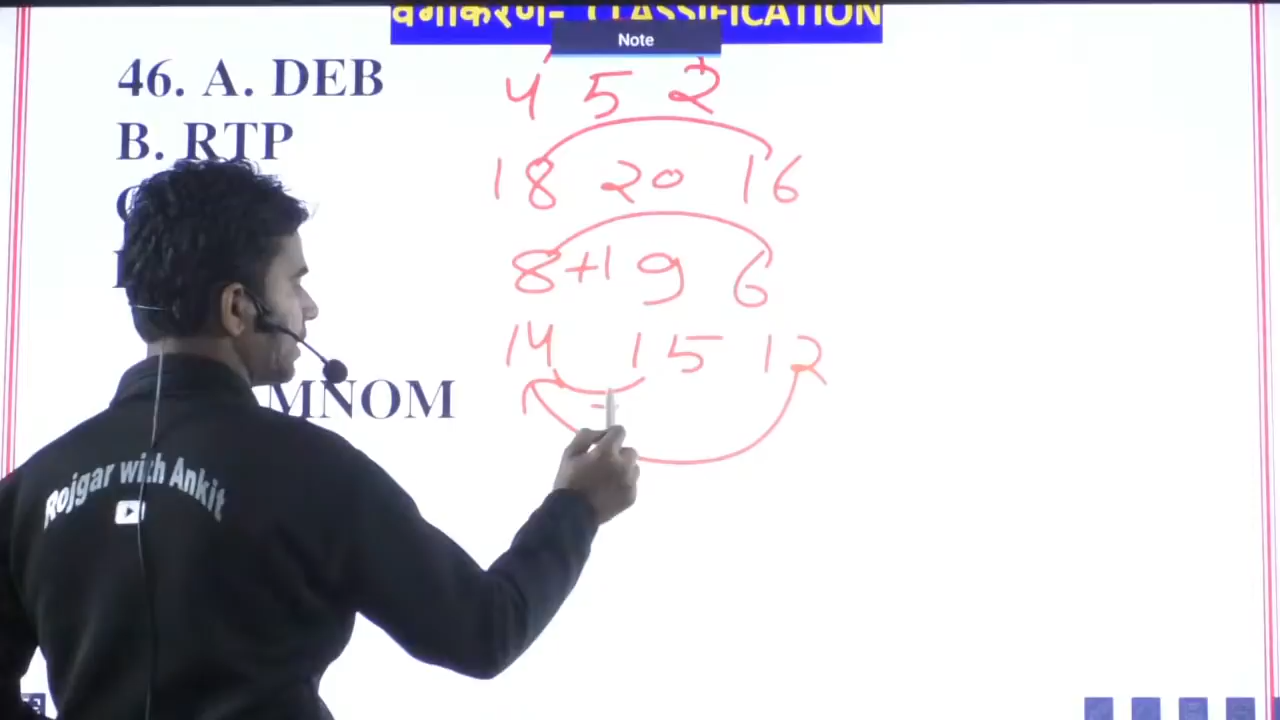 वर्गीकरण- CLASSIFICATION
Note
46. A. DEB
4 5 2
B. RTP
18 20 16
8+1 9 6
14 15 12
MNOM
Rojgar with Ankit